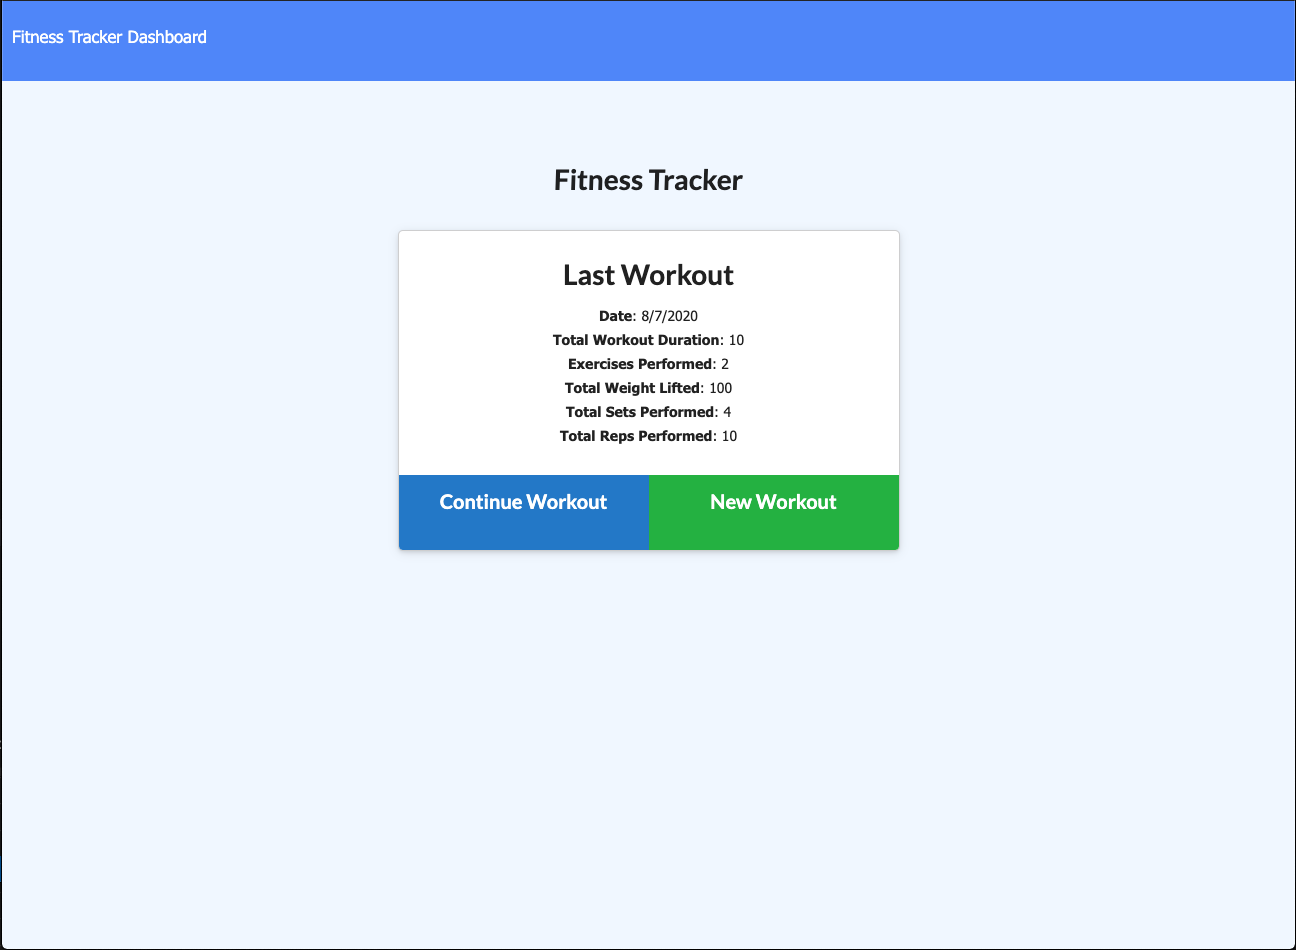 Fitness Tracker Dashboard
Fitness Tracker
Last Workout
Date: 8/7/2020
Total Workout Duration: 10
Exercises Performed: 2
Total Weight Lifted: 100
Total Sets Performed: 4
Total Reps Performed: 10
Continue Workout New Workout